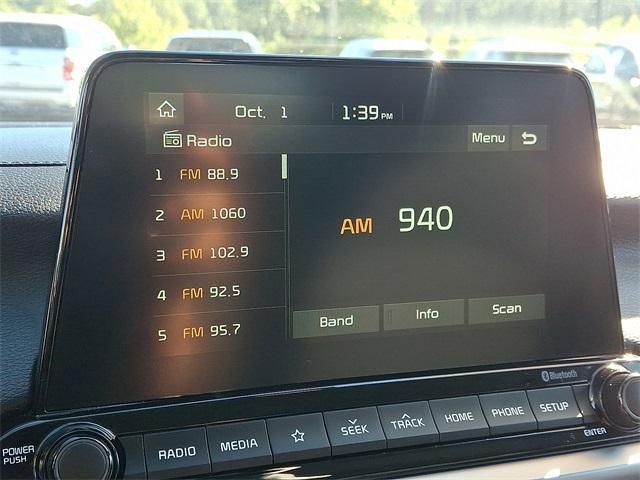 Oct. 1 1:39 PM
Radio Menu
1 FM 88.9
2 AM 1060
3 FM 102.9
4 FM 92.5
5 FM 95.7
AM 940
Band Info Scan
Bluetooth
POWER
PUSH
RADIO MEDIA SEEK TRACK HOME PHONE SETUP
ENTER